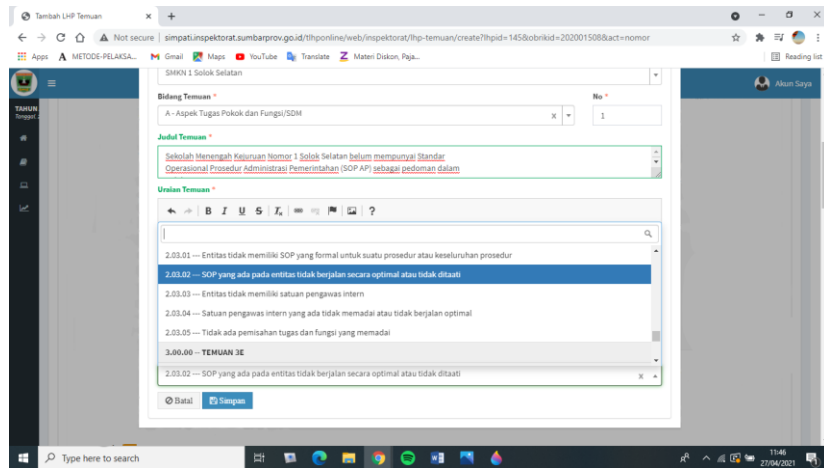 Tambah LHP Temuan
Not secure | simpati.inspektorat.sumbarprov.go.id/tlhponline/web/inspektorat/lhp-temuan/create?lhpid=145&obrikid=202001508&act=nomor
Apps
METODE-PELAKSA...
Gmail
Maps
YouTube
Translate
Materi Diskon, Paja...
Reading list
Akun Saya
TAHUN
SMKN 1 Solok Selatan
Bidang Temuan *
No *
A - Aspek Tugas Pokok dan Fungsi/SDM
x
1
Judul Temuan *
Sekolah Menengah Kejuruan Nomor 1 Solok Selatan belum mempunyai Standar
Operasional Prosedur Administrasi Pemerintahan (SOP AP) sebagai pedoman dalam
Uraian Temuan *
B I U S Tx ?
2.03.01 — Entitas tidak memiliki SOP yang formal untuk suatu prosedur atau keseluruhan prosedur
2.03.02 — SOP yang ada pada entitas tidak berjalan secara optimal atau tidak ditaati
2.03.03 — Entitas tidak memiliki satuan pengawas intern
2.03.04 — Satuan pengawas intern yang ada tidak memadai atau tidak berjalan optimal
2.03.05 — Tidak ada pemisahan tugas dan fungsi yang memadai
3.00.00 -- TEMUAN 3E
2.03.02 — SOP yang ada pada entitas tidak berjalan secara optimal atau tidak ditaati
x
Batal
Simpan
Type here to search
11:46
27/04/2021